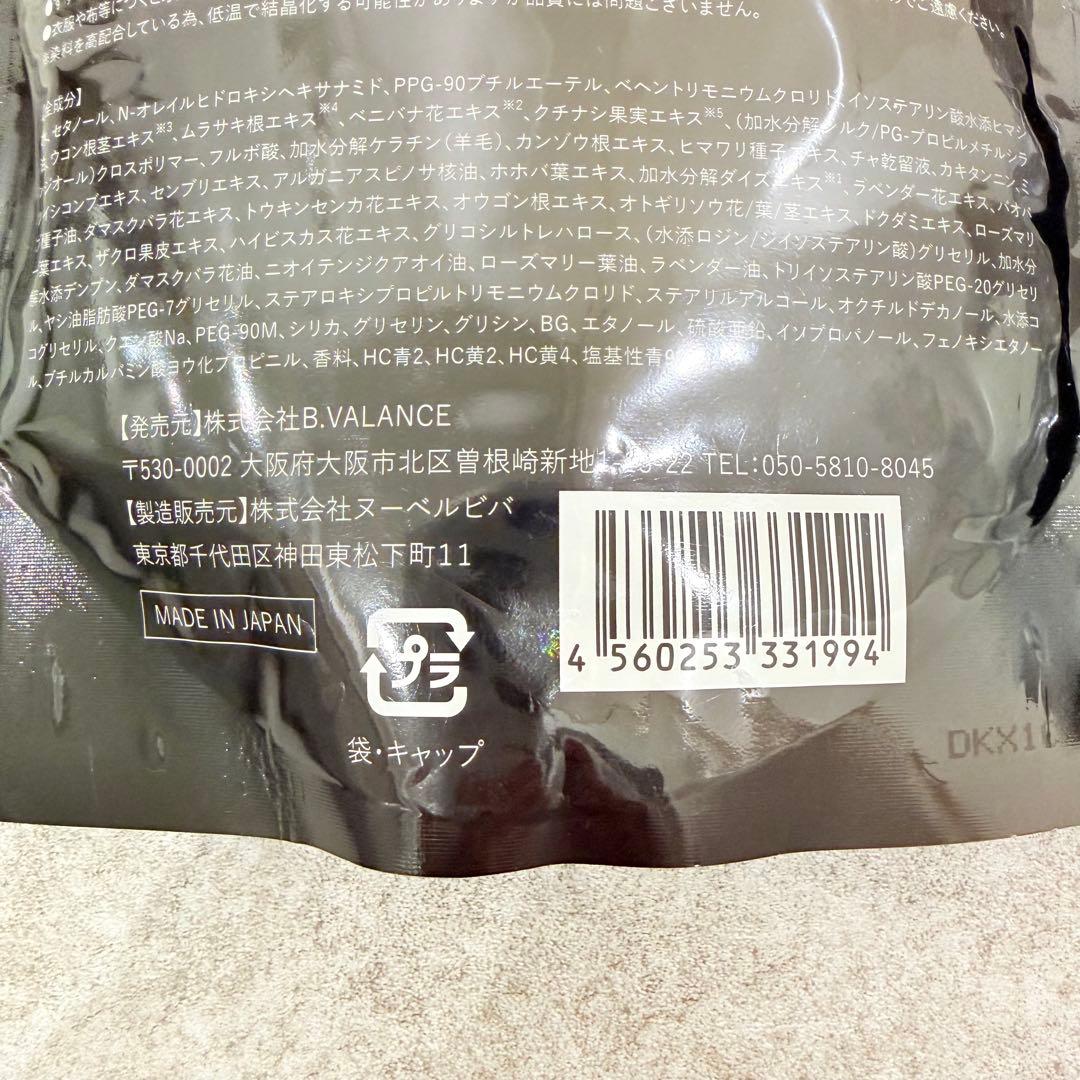 ●衣服や布等につくと
染料を高配合している為、低温で結晶化する可能性がありますが品質には問題ございません。 ご遠慮ください。
【全成分】
セタノール、N-オレイルヒドロキシヘキサナミド、PPG-90ブチルエーテル、ベヘントリモニウムクロリド、イソステアリン酸水添ヒマシ
ウコン根茎エキス※3、ムラサキ根エキス※4、ベニバナ花エキス※2、クチナシ果実エキス※5、(加水分解シルク/PG-プロピルメチルシラ
ンジオール)クロスポリマー、フルボ酸、加水分解ケラチン(羊毛)、カンゾウ根エキス、ヒマワリ種子エキス、チャ乾留液、カキタンニン、ミ
イシコンブエキス、センブリエキス、アルガニアスピノサ核油、ホホバ葉エキス、加水分解ダイズエキス※1、ラベンダー花エキス、バオバ
種子油、ダマスクバラ花エキス、トウキンセンカ花エキス、オウゴン根エキス、オトギリソウ花/葉/茎エキス、ドクダミエキス、ローズマリ
葉エキス、ザクロ果皮エキス、ハイビスカス花エキス、グリコシルトレハロース、(水添ロジン/ジイソステアリン酸)グリセリル、加水分
水添デンプン、ダマスクバラ花油、ニオイテンジクアオイ油、ローズマリー葉油、ラベンダー油、トリイソステアリン酸PEG-20グリセリ
ル、ヤシ油脂肪酸PEG-7グリセリル、ステアロキシプロピルトリモニウムクロリド、ステアリルアルコール、オクチルドデカノール、水添コ
コグリセリル、クエン酸Na、PEG-90M、シリカ、グリセリン、グリシン、BG、エタノール、硫酸亜鉛、イソプロパノール、フェノキシエタノー
ル、ブチルカルバミン酸ヨウ化プロピニル、香料、HC青2、HC黄2、HC黄4、塩基性青9
【発売元】株式会社B.VALANCE
〒530-0002 大阪府大阪市北区曽根崎新地 22 TEL:050-5810-8045
【製造販売元】株式会社ヌーベルビバ
東京都千代田区神田東松下町11
MADE IN JAPAN
プラ
袋・キャップ
4 560253 331994
DKX1